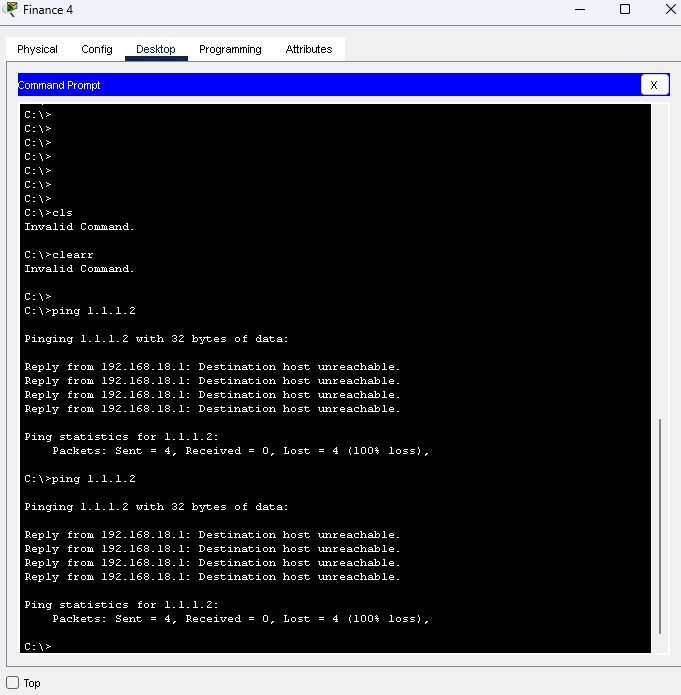 Finance 4
Physical Config Desktop Programming Attributes
Command Prompt
X
C:\>
C:\>
C:\>
C:\>
C:\>
C:\>
C:\>
C:\>cls
Invalid Command.
C:\>clearr
Invalid Command.
C:\>
C:\>ping 1.1.1.2
Pinging 1.1.1.2 with 32 bytes of data:
Reply from 192.168.18.1: Destination host unreachable.
Reply from 192.168.18.1: Destination host unreachable.
Reply from 192.168.18.1: Destination host unreachable.
Reply from 192.168.18.1: Destination host unreachable.
Ping statistics for 1.1.1.2:
Packets: Sent = 4, Received = 0, Lost = 4 (100% loss),
C:\>ping 1.1.1.2
Pinging 1.1.1.2 with 32 bytes of data:
Reply from 192.168.18.1: Destination host unreachable.
Reply from 192.168.18.1: Destination host unreachable.
Reply from 192.168.18.1: Destination host unreachable.
Reply from 192.168.18.1: Destination host unreachable.
Ping statistics for 1.1.1.2:
Packets: Sent = 4, Received = 0, Lost = 4 (100% loss),
C:\>
Top